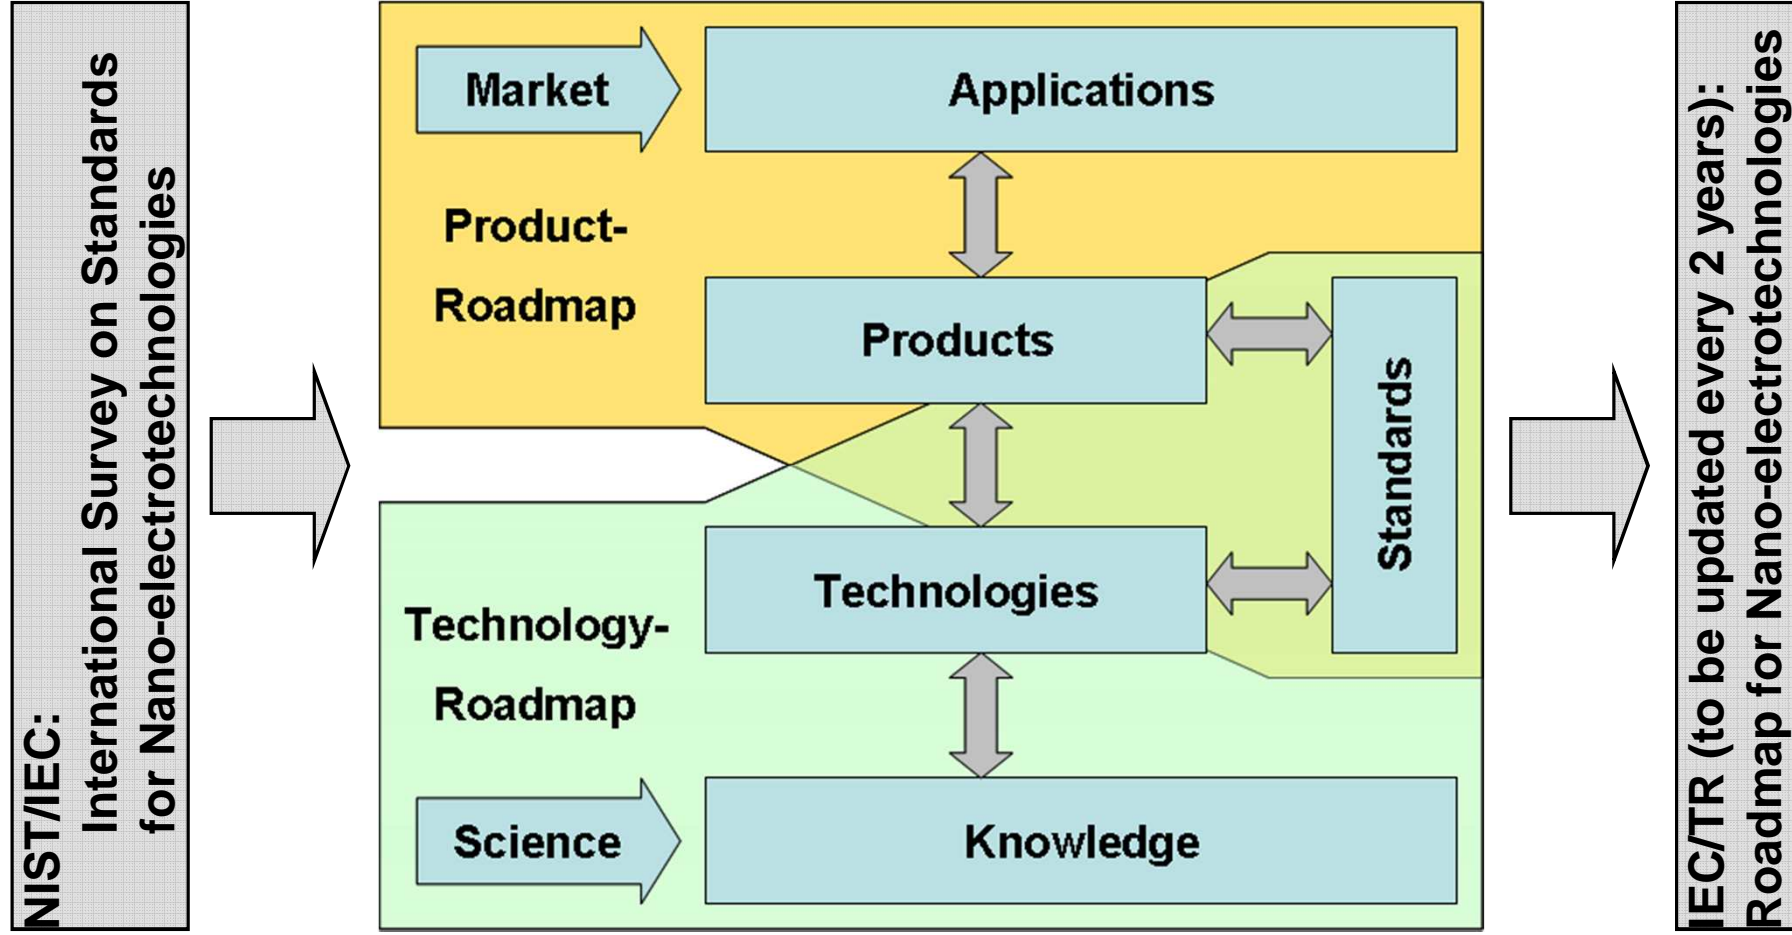 NIST/IEC:
International Survey on Standards
for Nano-electrotechnologies
Market
Applications
Product-
Roadmap
Products
Standards
Technologies
Technology-
Roadmap
Science
Knowledge
IEC/TR (to be updated every 2 years):
Roadmap for Nano-electrotechnologies